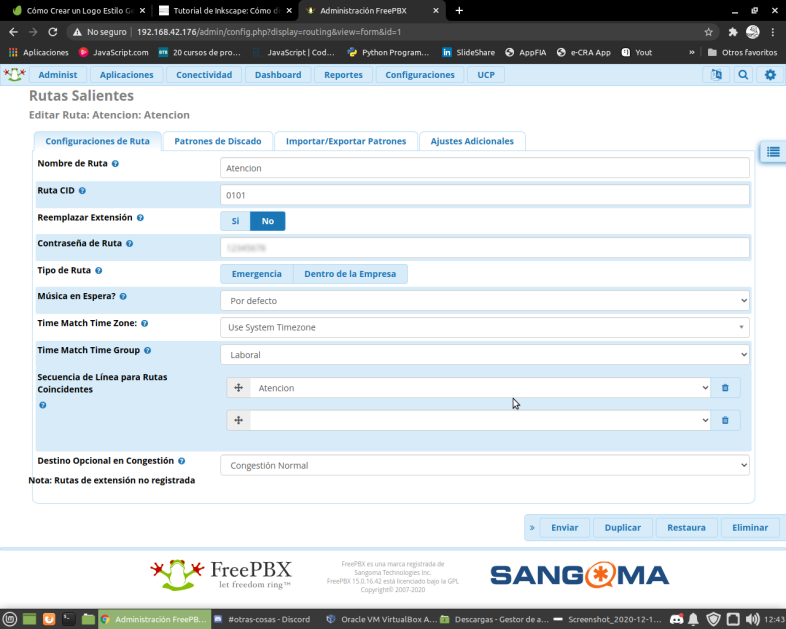 Cómo Crear un Logo Estilo G
Tutorial de Inkscape: Cómo d
Administración FreePBX
No seguro | 192.168.42.176/admin/config.php?display=routing&view=form&id=1
Aplicaciones JavaScript.com 20 cursos de pro... JavaScript | Cod... Python Program... SlideShare AppFIA e-CRA App Yout » Otros favoritos
Administ Aplicaciones Conectividad Dashboard Reportes Configuraciones UCP
Rutas Salientes
Editar Ruta: Atencion: Atencion
Configuraciones de Ruta Patrones de Discado Importar/Exportar Patrones Ajustes Adicionales
Nombre de Ruta Atencion
Ruta CID 0101
Reemplazar Extensión Si No
Contraseña de Ruta
Tipo de Ruta Emergencia Dentro de la Empresa
Música en Espera? Por defecto
Time Match Time Zone: Use System Timezone
Time Match Time Group Laboral
Secuencia de Línea para Rutas
Coincidentes
Atencion
Destino Opcional en Congestión Congestión Normal
Nota: Rutas de extensión no registrada
» Enviar Duplicar Restaura Eliminar
FreePBX
let freedom ring™
FreePBX es una marca registrada de
Sangoma Technologies Inc.
FreePBX 15.0.16.42 está licenciado bajo la GPL
Copyright© 2007-2020
SANGOMA
Administración FreePB... #otras-cosas - Discord Oracle VM VirtualBox A... Descargas - Gestor de a... Screenshot_2020-12-1... 12:43